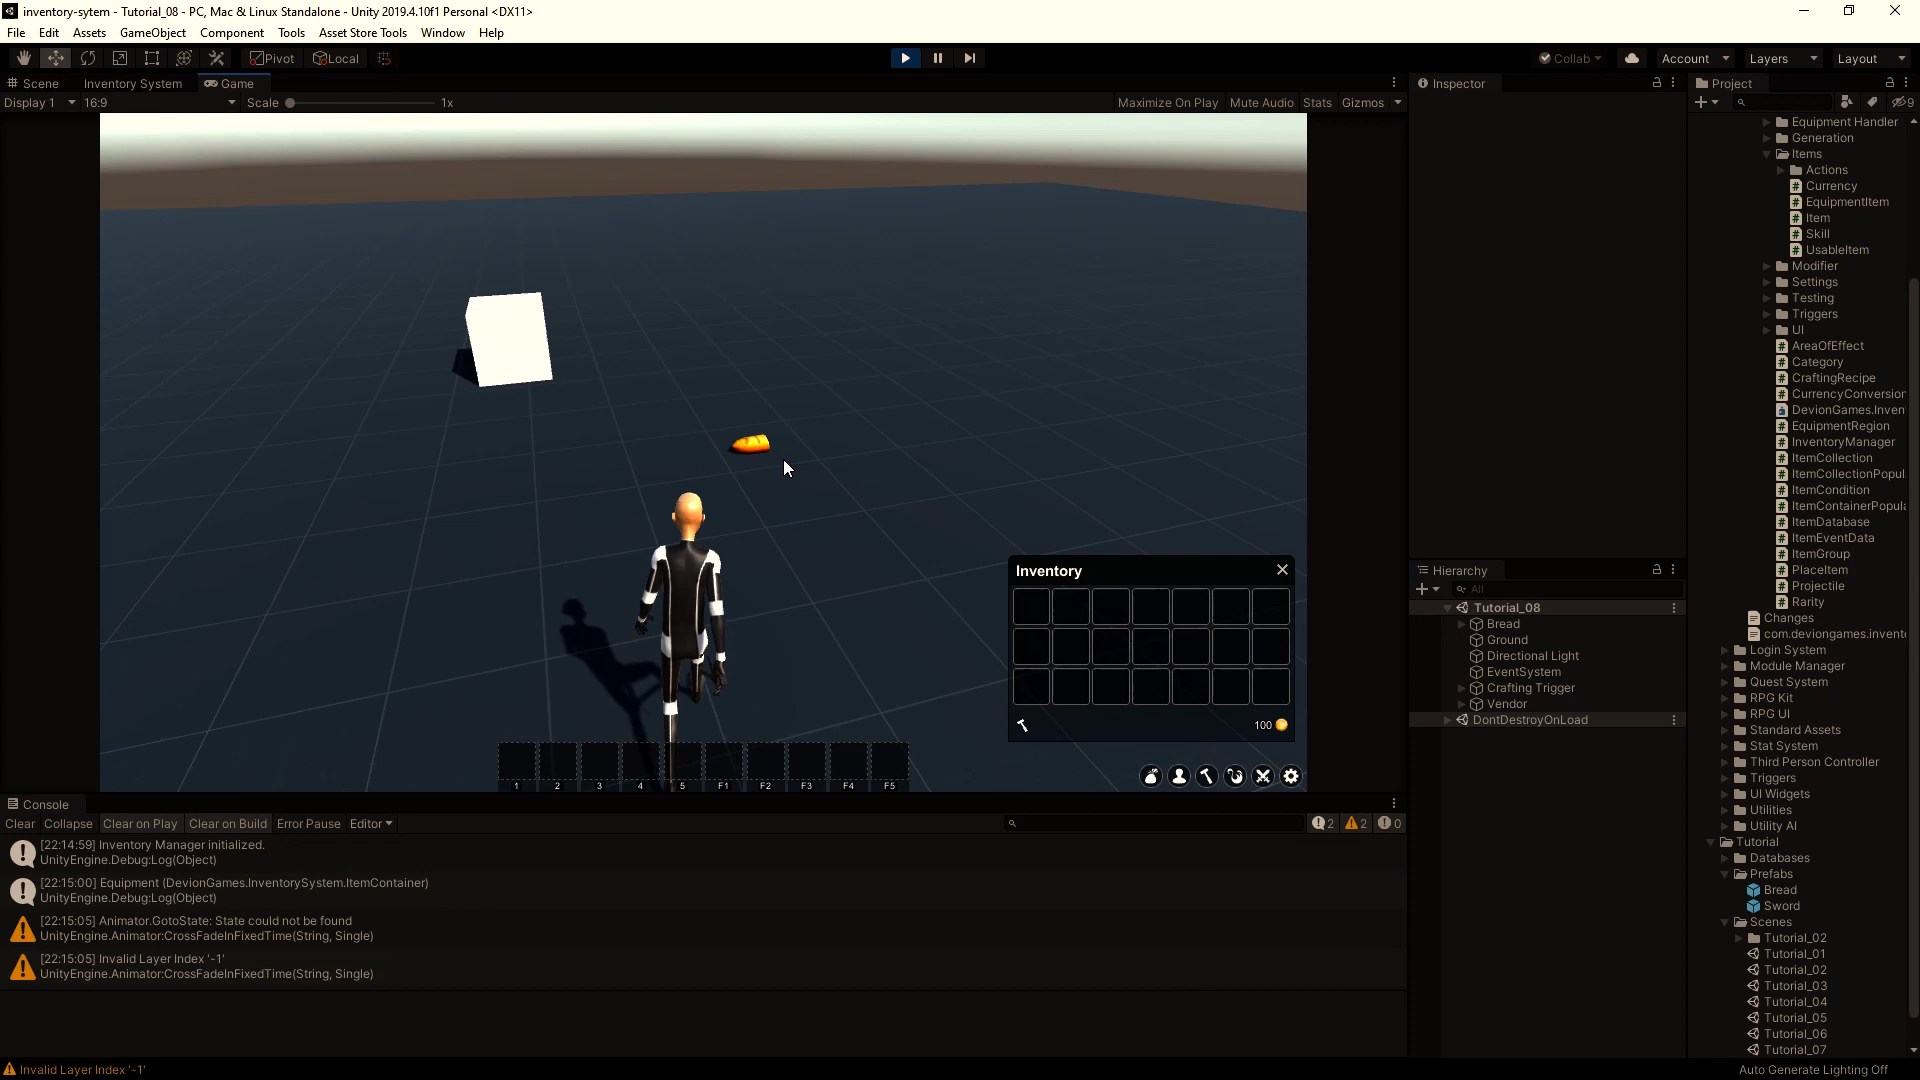 inventory-sytem - Tutorial_08 - PC, Mac & Linux Standalone - Unity 2019.4.10f1 Personal <DX11>
File Edit Assets GameObject Component Tools Asset Store Tools Window Help
Pivot Local Collab Account Layers Layout
Scene Inventory System Game
Display 1 16:9 Scale 1x Maximize On Play Mute Audio Stats Gizmos
Inventory
100
1 2 3 4 5 F1 F2 F3 F4 F5
Console
Clear Collapse Clear on Play Clear on Build Error Pause Editor 2 2 0
[22:14:59] Inventory Manager initialized.
UnityEngine.Debug:Log(Object)
[22:15:00] Equipment (DevionGames.InventorySystem.ItemContainer)
UnityEngine.Debug:Log(Object)
[22:15:05] Animator.GotoState: State could not be found
UnityEngine.Animator:CrossFadeInFixedTime(String, Single)
[22:15:05] Invalid Layer Index '-1'
UnityEngine.Animator:CrossFadeInFixedTime(String, Single)
Invalid Layer Index '-1'
Inspector
Hierarchy
All
Tutorial_08
Bread
Ground
Directional Light
EventSystem
Crafting Trigger
Vendor
DontDestroyOnLoad
Project
9
Equipment Handler
Generation
Items
Actions
Currency
EquipmentItem
Item
Skill
UsableItem
Modifier
Settings
Testing
Triggers
UI
AreaOfEffect
Category
CraftingRecipe
CurrencyConversion
DevionGames.Inven
EquipmentRegion
InventoryManager
ItemCollection
ItemCollectionPopul
ItemCondition
ItemContainerPopula
ItemDatabase
ItemEventData
ItemGroup
PlaceItem
Projectile
Rarity
Changes
com.deviongames.invent
Login System
Module Manager
Quest System
RPG Kit
RPG UI
Standard Assets
Stat System
Third Person Controller
Triggers
UI Widgets
Utilities
Utility AI
Tutorial
Databases
Prefabs
Bread
Sword
Scenes
Tutorial_02
Tutorial_01
Tutorial_02
Tutorial_03
Tutorial_04
Tutorial_05
Tutorial_06
Tutorial_07
Auto Generate Lighting Off